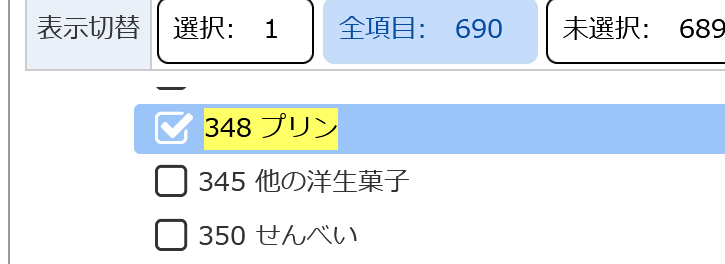 表示切替 選択: 1 全項目: 690 未選択: 689
348 プリン
345 他の洋生菓子
350 せんべい